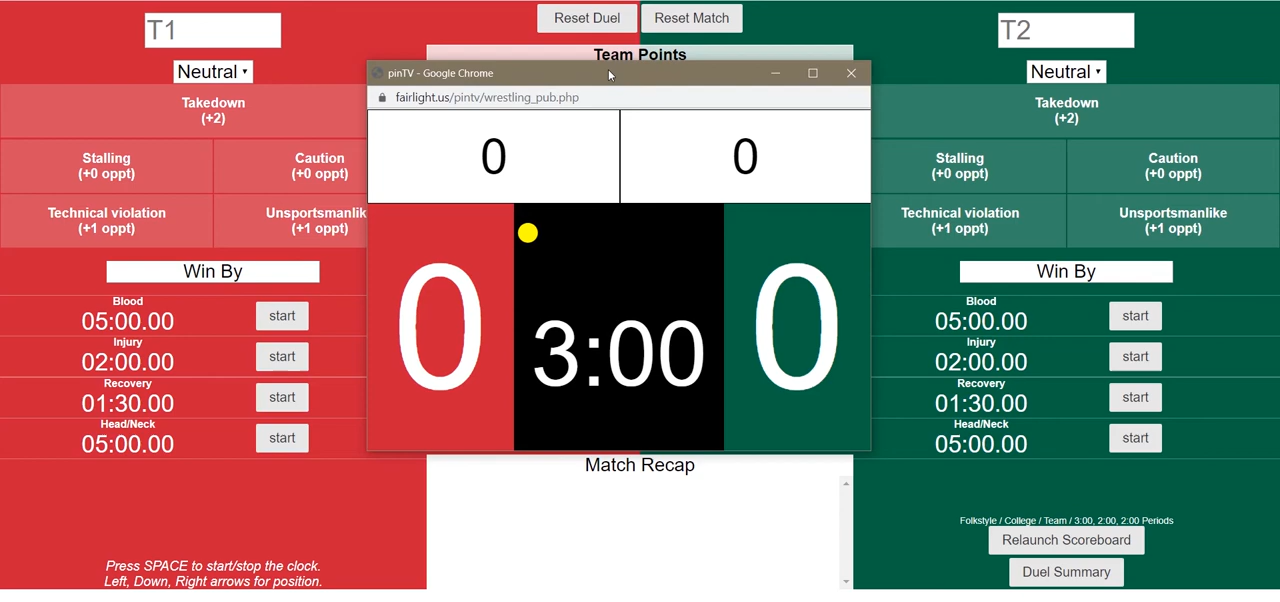 T1
Reset Duel
Reset Match
T2
Team Points
Neutral
Neutral
pinTV - Google Chrome
fairlight.us/pintv/wrestling_pub.php
Takedown
(+2)
Takedown
(+2)
0
0
Stalling
(+0 oppt)
Caution
(+0 oppt)
Stalling
(+0 oppt)
Caution
(+0 oppt)
Technical violation
(+1 oppt)
Unsportsmanlik
(+1 oppt)
Technical violation
(+1 oppt)
Unsportsmanlike
(+1 oppt)
0
3:00
0
Win By
Win By
Blood
05:00.00
start
Injury
02:00.00
start
Recovery
01:30.00
start
Head/Neck
05:00.00
start
Blood
05:00.00
start
Injury
02:00.00
start
Recovery
01:30.00
start
Head/Neck
05:00.00
start
Match Recap
Press SPACE to start/stop the clock.
Left, Down, Right arrows for position.
Folkstyle / College / Team / 3:00, 2:00, 2:00 Periods
Relaunch Scoreboard
Duel Summary